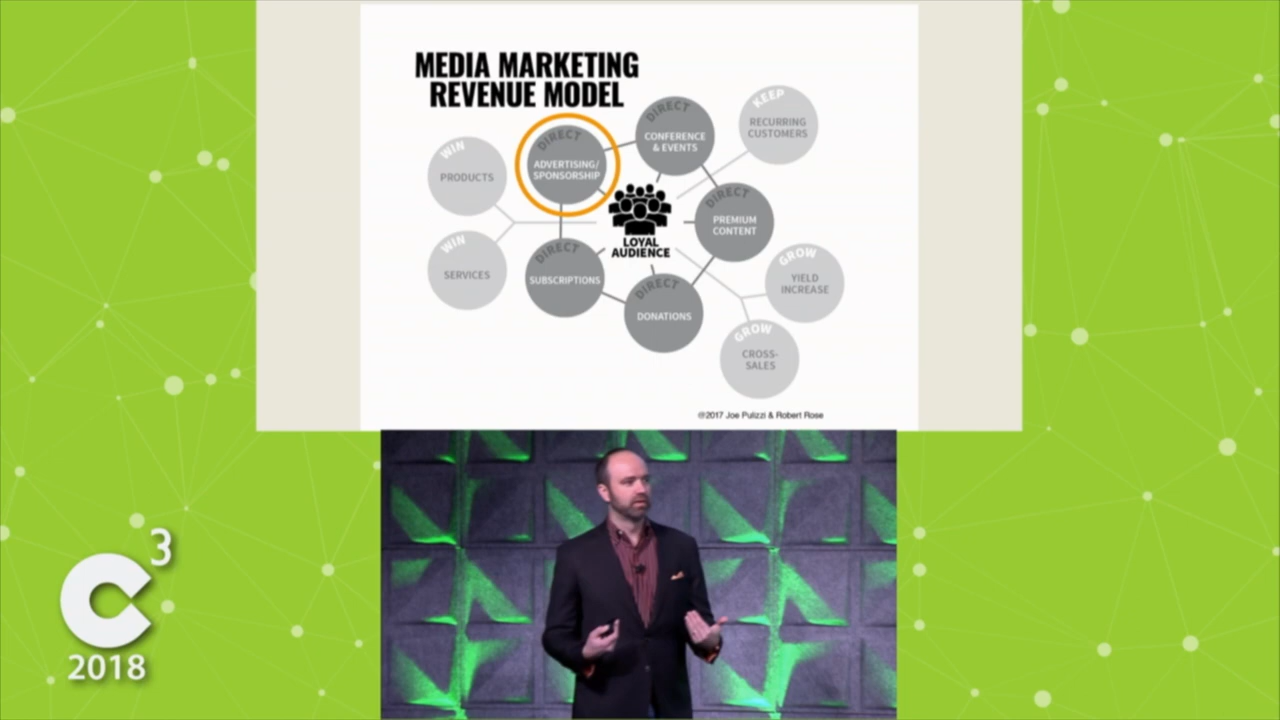 MEDIA MARKETING
REVENUE MODEL
DIRECT
ADVERTISING/
SPONSORSHIP
DIRECT
CONFERENCE
& EVENTS
KEEP
RECURRING
CUSTOMERS
WIN
PRODUCTS
DIRECT
PREMIUM
CONTENT
LOYAL
AUDIENCE
WIN
SERVICES
DIRECT
SUBSCRIPTIONS
DIRECT
DONATIONS
GROW
YIELD
INCREASE
GROW
CROSS-
SALES
@2017 Joe Pulizzi & Robert Rose
C3
2018